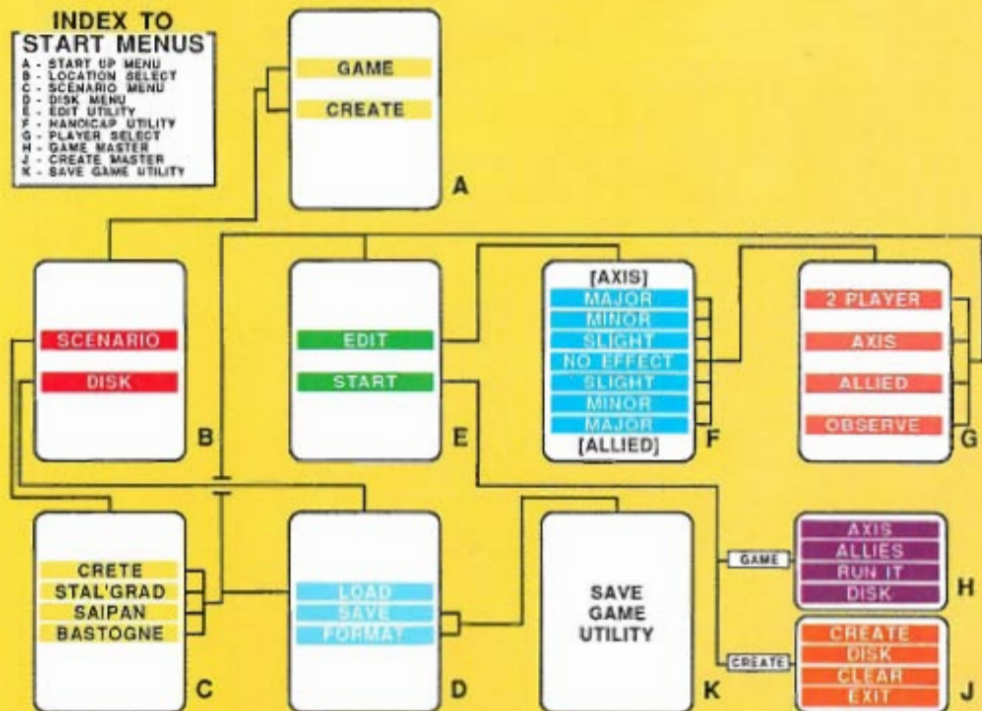 INDEX TO
START MENUS
A - START UP MENU
B - LOCATION SELECT
C - SCENARIO MENU
D - DISK MENU
E - EDIT UTILITY
F - HANDICAP UTILITY
G - PLAYER SELECT
H - GAME MASTER
J - CREATE MASTER
K - SAVE GAME UTILITY
GAME
CREATE
A
SCENARIO
DISK
B
EDIT
START
E
[AXIS]
MAJOR
MINOR
SLIGHT
NO EFFECT
SLIGHT
MINOR
MAJOR
[ALLIED]
F
2 PLAYER
AXIS
ALLIED
OBSERVE
G
CRETE
STAL'GRAD
SAIPAN
BASTOGNE
C
LOAD
SAVE
FORMAT
D
SAVE
GAME
UTILITY
K
GAME
AXIS
ALLIES
RUN IT
DISK
H
CREATE
CREATE
DISK
CLEAR
EXIT
J